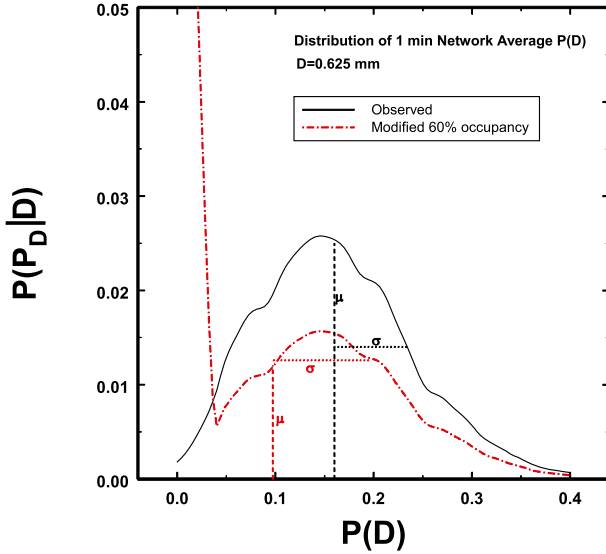 0.05
0.04
0.03
0.02
0.01
0.00
P(P_D|D)
Distribution of 1 min Network Average P(D)
D=0.625 mm
Observed
Modified 60% occupancy
μ
σ
σ
μ
0.0 0.1 0.2 0.3 0.4
P(D)